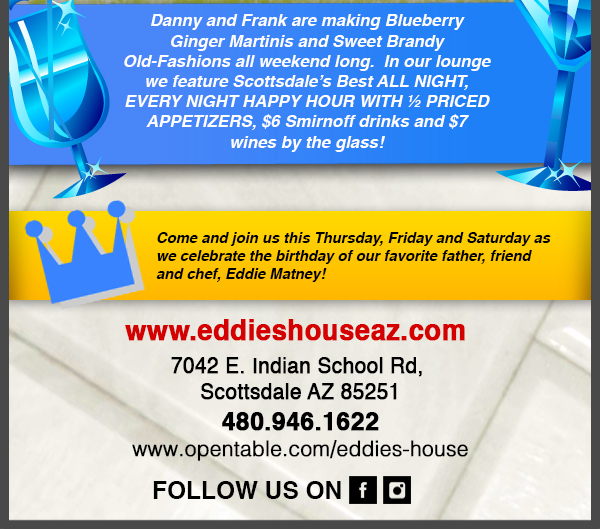 Danny and Frank are making Blueberry
Ginger Martinis and Sweet Brandy
Old-Fashions all weekend long.  In our lounge
we feature Scottsdale's Best ALL NIGHT,
EVERY NIGHT HAPPY HOUR WITH ½ PRICED
APPETIZERS, $6 Smirnoff drinks and $7
wines by the glass!
Come and join us this Thursday, Friday and Saturday as
we celebrate the birthday of our favorite father, friend
and chef, Eddie Matney!
www.eddieshouseaz.com
7042 E. Indian School Rd,
Scottsdale AZ 85251
480.946.1622
www.opentable.com/eddies-house
FOLLOW US ON